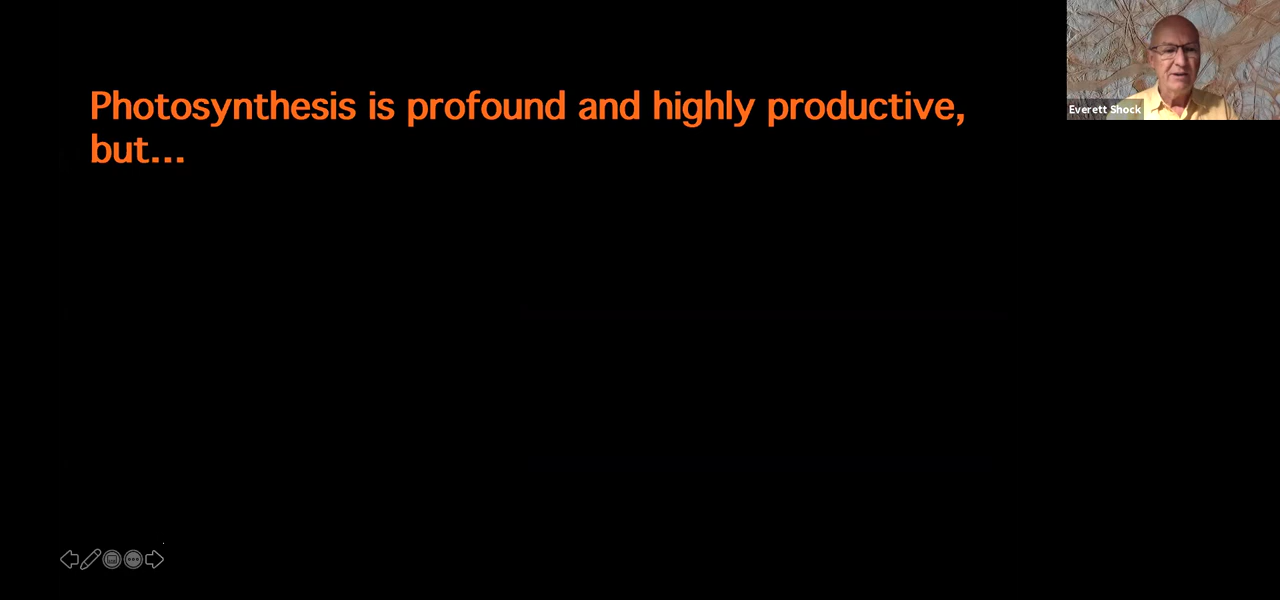 Photosynthesis is profound and highly productive,
but...
Everett Shock